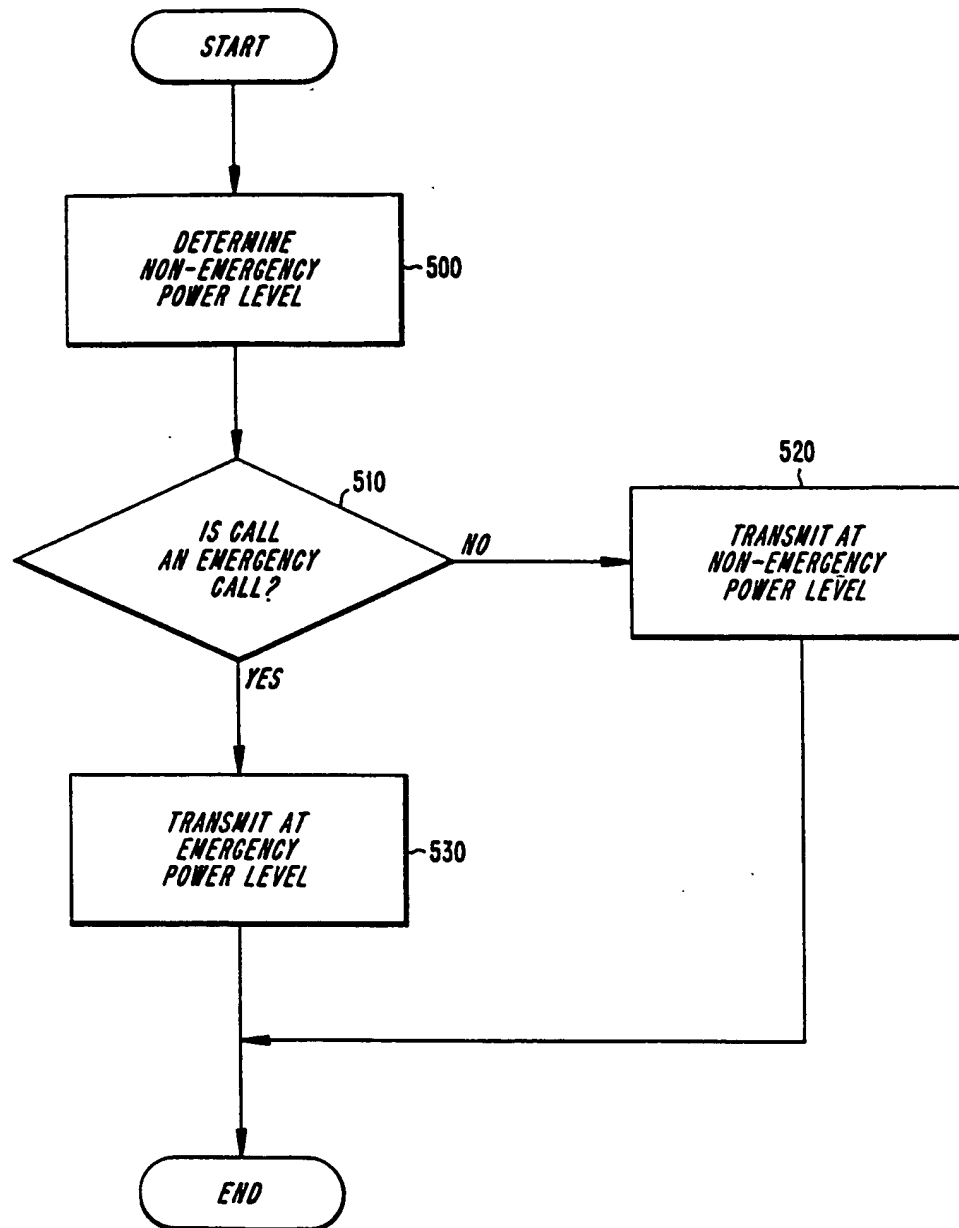 START
DETERMINE
NON-EMERGENCY
POWER LEVEL
500
510
IS CALL
AN EMERGENCY
CALL?
NO
520
TRANSMIT AT
NON-EMERGENCY
POWER LEVEL
YES
TRANSMIT AT
EMERGENCY
POWER LEVEL
530
END